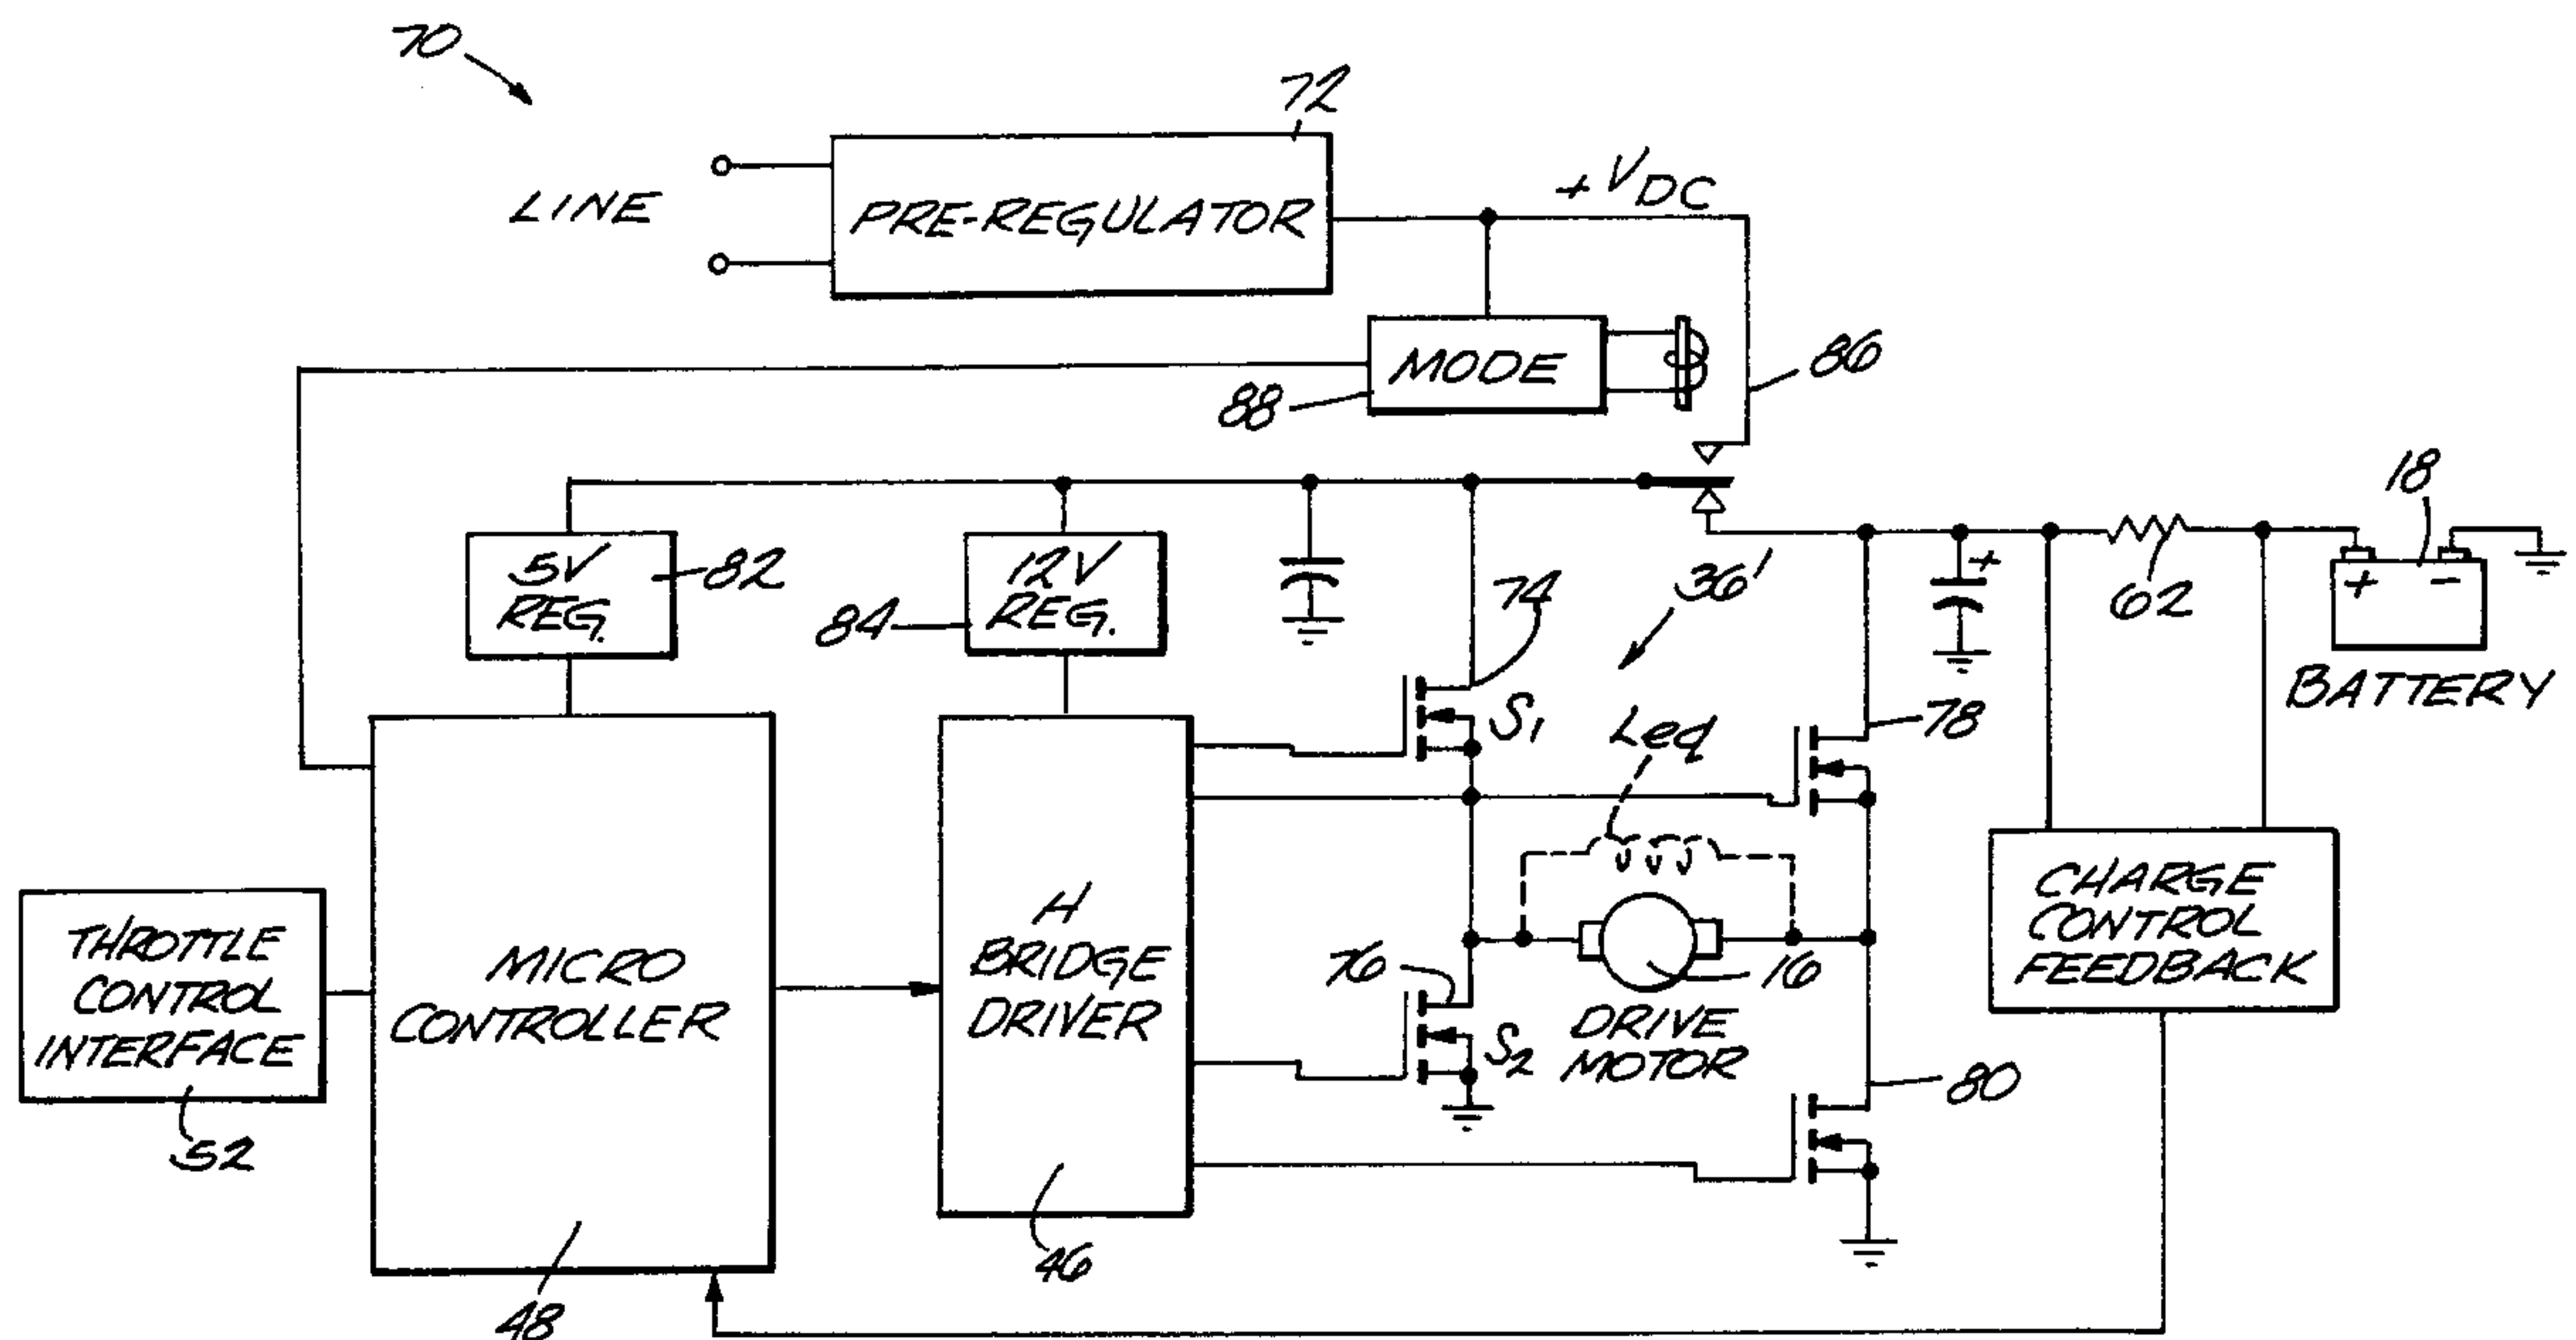 70
72
LINE
PRE-REGULATOR
+VDC
MODE
88
86
18
5V
REG.
82
12V
REG.
84
74
36'
+
62
+ -
BATTERY
S1
Leq
78
THROTTLE
CONTROL
INTERFACE
52
MICRO
CONTROLLER
48
H
BRIDGE
DRIVER
46
76
S2
16
DRIVE
MOTOR
80
CHARGE
CONTROL
FEEDBACK